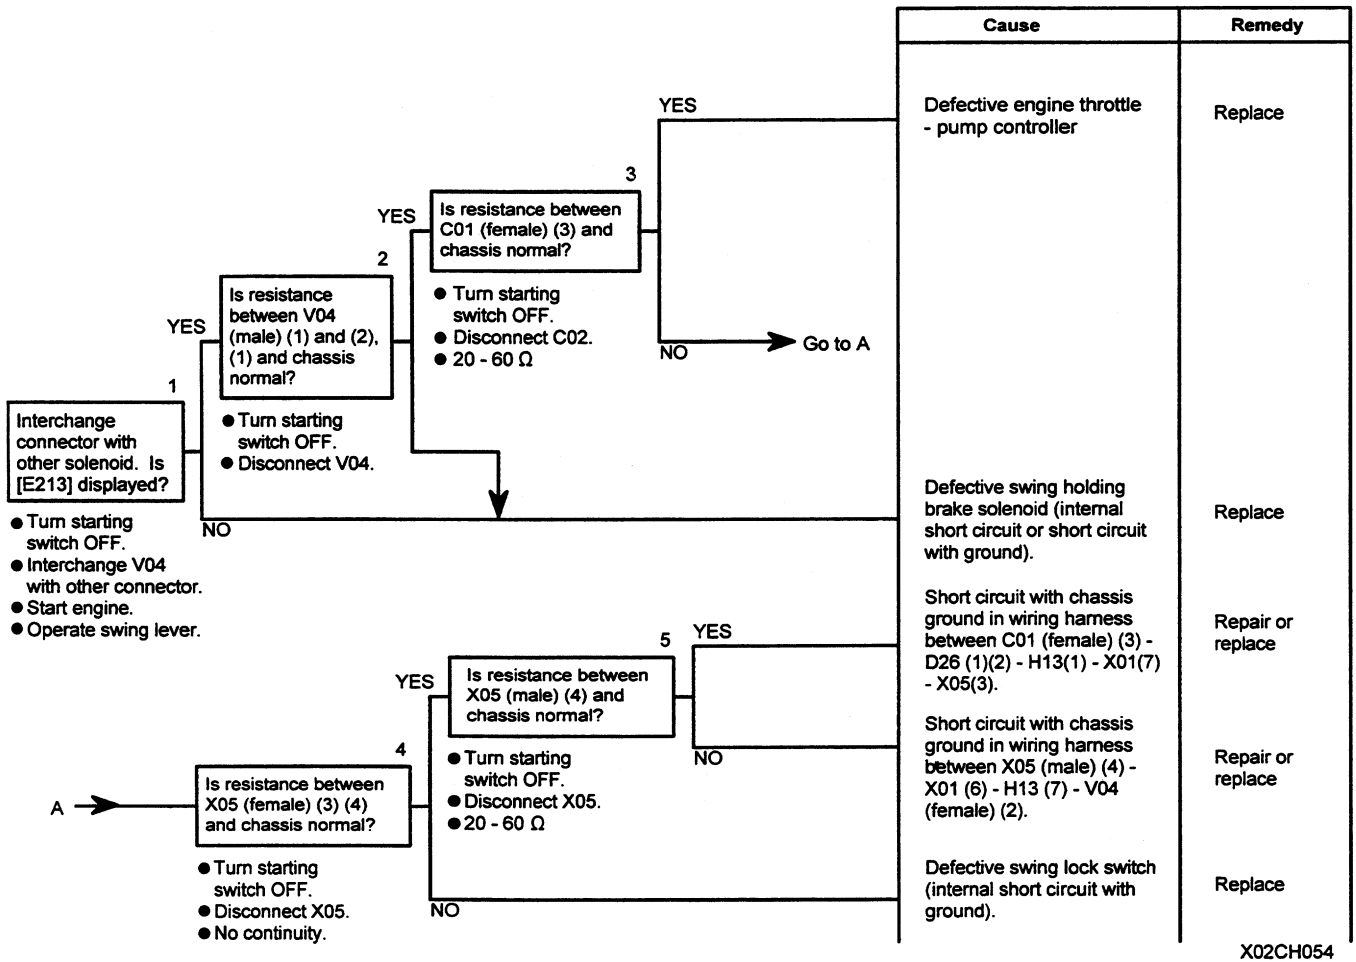 Cause
Remedy
YES
Defective engine throttle
- pump controller
Replace
3
Is resistance between
C01 (female) (3) and
chassis normal?
YES
● Turn starting
switch OFF.
● Disconnect C02.
● 20 - 60 Ω
NO
Go to A
2
Is resistance
between V04
(male) (1) and (2),
(1) and chassis
normal?
YES
● Turn starting
switch OFF.
● Disconnect V04.
1
Interchange
connector with
other solenoid. Is
[E213] displayed?
● Turn starting
switch OFF.
● Interchange V04
with other connector.
● Start engine.
● Operate swing lever.
NO
Defective swing holding
brake solenoid (internal
short circuit or short circuit
with ground).
Replace
5
YES
Short circuit with chassis
ground in wiring harness
between C01 (female) (3) -
D26 (1)(2) - H13(1) - X01(7)
- X05(3).
Repair or
replace
YES
Is resistance between
X05 (male) (4) and
chassis normal?
● Turn starting
switch OFF.
● Disconnect X05.
● 20 - 60 Ω
NO
Short circuit with chassis
ground in wiring harness
between X05 (male) (4) -
X01 (6) - H13 (7) - V04
(female) (2).
Repair or
replace
4
A
Is resistance between
X05 (female) (3) (4)
and chassis normal?
● Turn starting
switch OFF.
● Disconnect X05.
● No continuity.
NO
Defective swing lock switch
(internal short circuit with
ground).
Replace
X02CH054